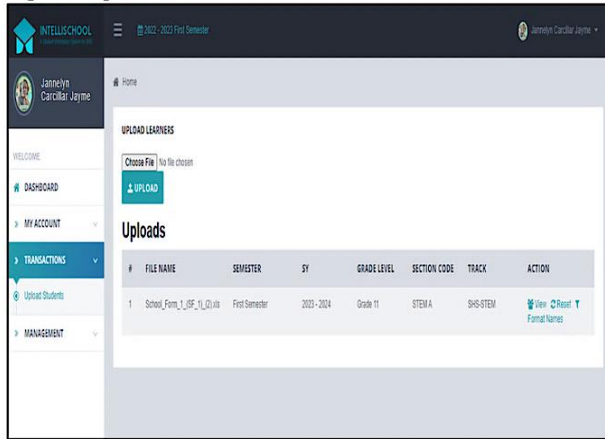 INTELLISCHOOL
2022 - 2023 First Semester
Jannelyn Carcillar Jayme
Jannelyn
Carcillar Jayme
Home
WELCOME
DASHBOARD
MY ACCOUNT
TRANSACTIONS
Upload Students
MANAGEMENT
UPLOAD LEARNERS
Choose File No file chosen
UPLOAD
Uploads
# FILE NAME SEMESTER SY GRADE LEVEL SECTION CODE TRACK ACTION
1 School_Form_1_(SF_1)_(2).xls First Semester 2023 - 2024 Grade 11 STEM A SHS-STEM View Reset
Format Names